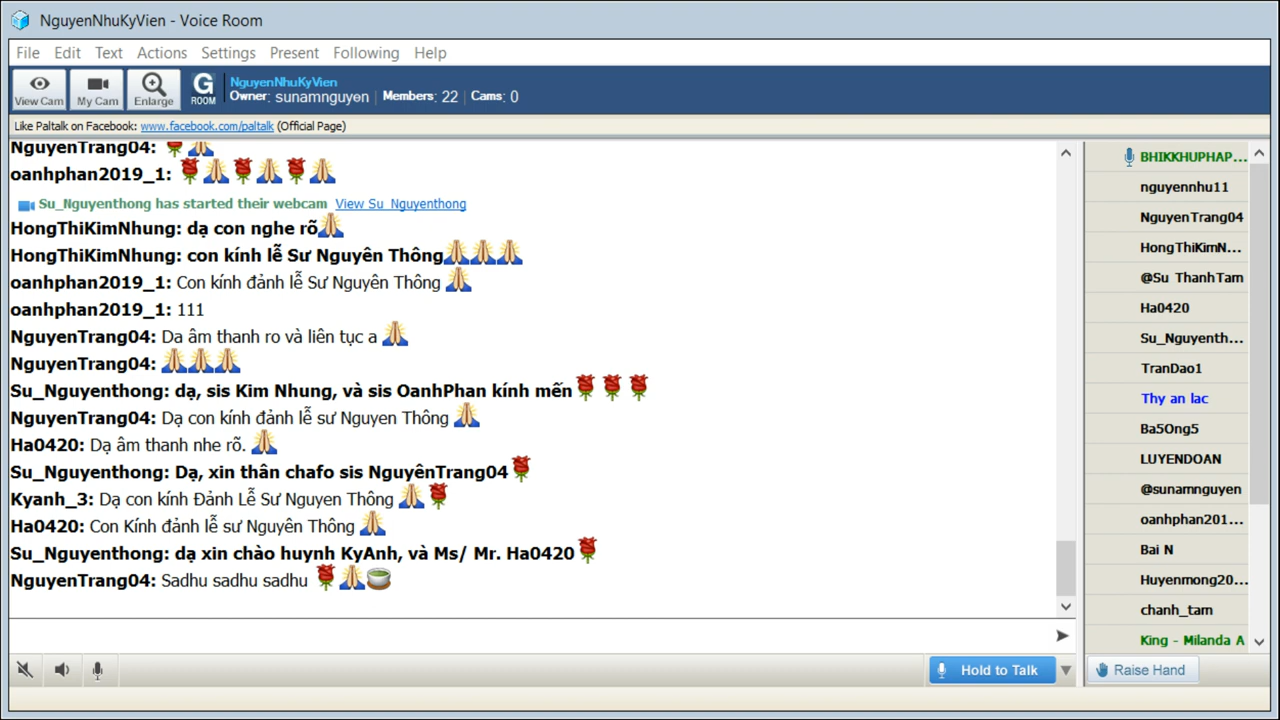 NguyenNhuKyVien - Voice Room
File Edit Text Actions Settings Present Following Help
View Cam My Cam Enlarge G ROOM
NguyenNhuKyVien
Owner: sunamnguyen | Members: 22 | Cams: 0
Like Paltalk on Facebook: www.facebook.com/paltalk (Official Page)
NguyenTrang04:
oanhphan2019_1:
Su_Nguyenthong has started their webcam View Su_Nguyenthong
HongThiKimNhung: dạ con nghe rõ
HongThiKimNhung: con kính lễ Sư Nguyên Thông
oanhphan2019_1: Con kính đảnh lễ Sư Nguyên Thông
oanhphan2019_1: 111
NguyenTrang04: Da âm thanh ro và liên tục a
NguyenTrang04:
Su_Nguyenthong: dạ, sis Kim Nhung, và sis OanhPhan kính mến
NguyenTrang04: Dạ con kính đảnh lễ sư Nguyen Thông
Ha0420: Dạ âm thanh nhe rõ.
Su_Nguyenthong: Dạ, xin thân chafo sis NguyênTrang04
Kyanh_3: Dạ con kính Đảnh Lễ Sư Nguyen Thông
Ha0420: Con Kính đảnh lễ sư Nguyên Thông
Su_Nguyenthong: dạ xin chào huynh KyAnh, và Ms/ Mr. Ha0420
NguyenTrang04: Sadhu sadhu sadhu
BHIKKHUPHAP...
nguyennhu11
NguyenTrang04
HongThiKimN...
@Su ThanhTam
Ha0420
Su_Nguyenth...
TranDao1
Thy an lac
Ba5Ong5
LUYENDOAN
@sunamnguyen
oanhphan201...
Bai N
Huyenmong20...
chanh_tam
King - Milanda A
Hold to Talk
Raise Hand